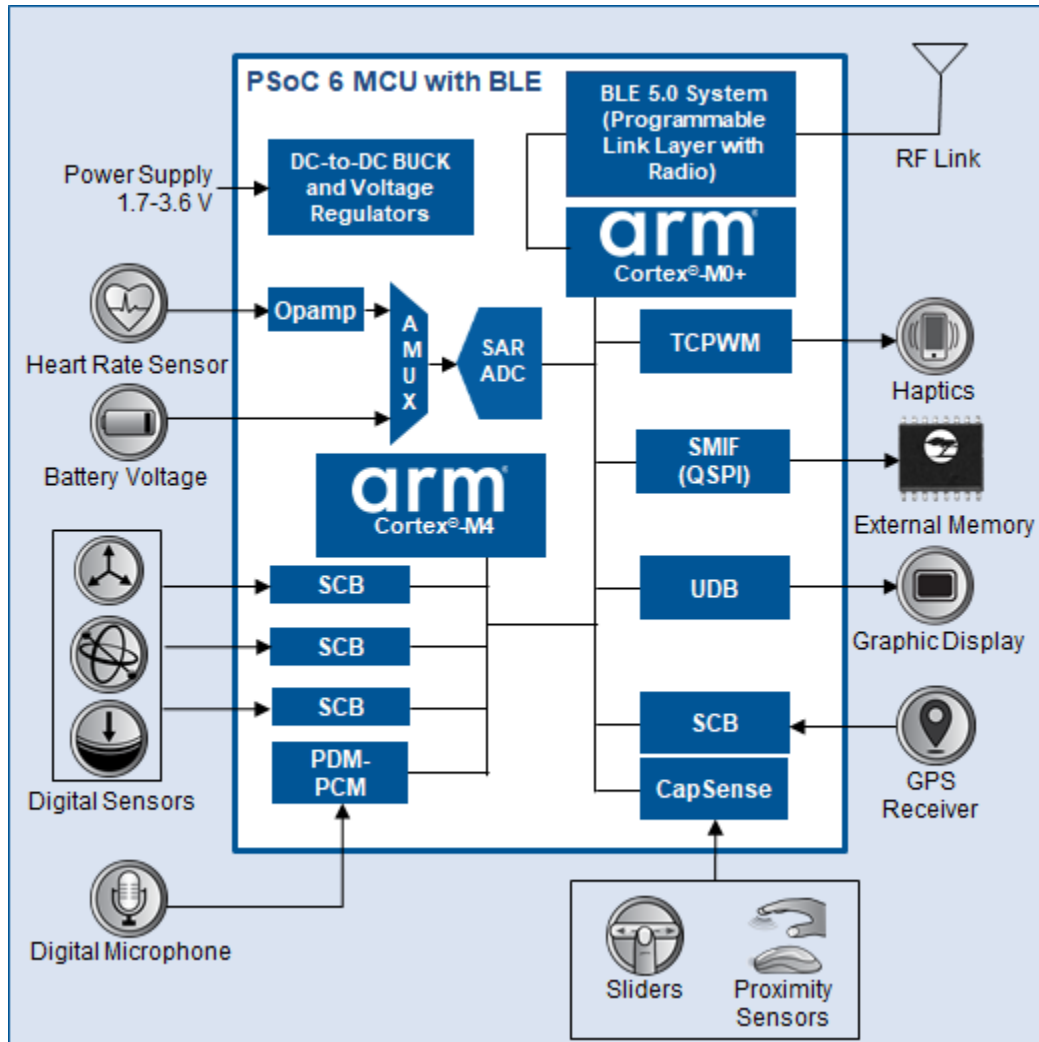 PSoC 6 MCU with BLE
BLE 5.0 System
(Programmable
Link Layer with
Radio)
RF Link
Power Supply
1.7-3.6 V
DC-to-DC BUCK
and Voltage
Regulators
arm®
Cortex®-M0+
Heart Rate Sensor
Opamp
AMUX
SAR
ADC
TCPWM
Haptics
Battery Voltage
arm®
Cortex®-M4
SMIF
(QSPI)
External Memory
SCB
SCB
SCB
Digital Sensors
UDB
Graphic Display
SCB
GPS
Receiver
PDM-
PCM
CapSense
Digital Microphone
Sliders
Proximity
Sensors